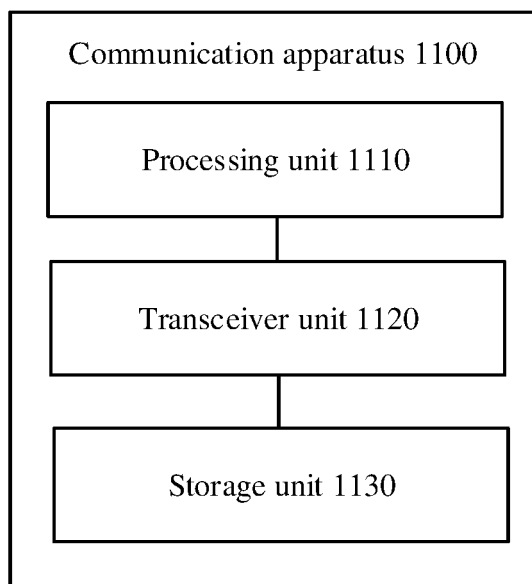 Communication apparatus 1100
Processing unit 1110
Transceiver unit 1120
Storage unit 1130